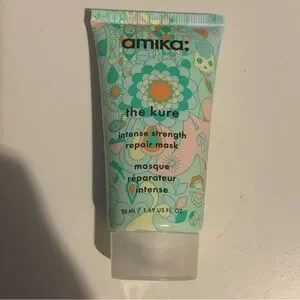 amika:
the kure
intense strength
repair mask
masque
réparateur
intense
50 ML / 1.69 US FL OZ